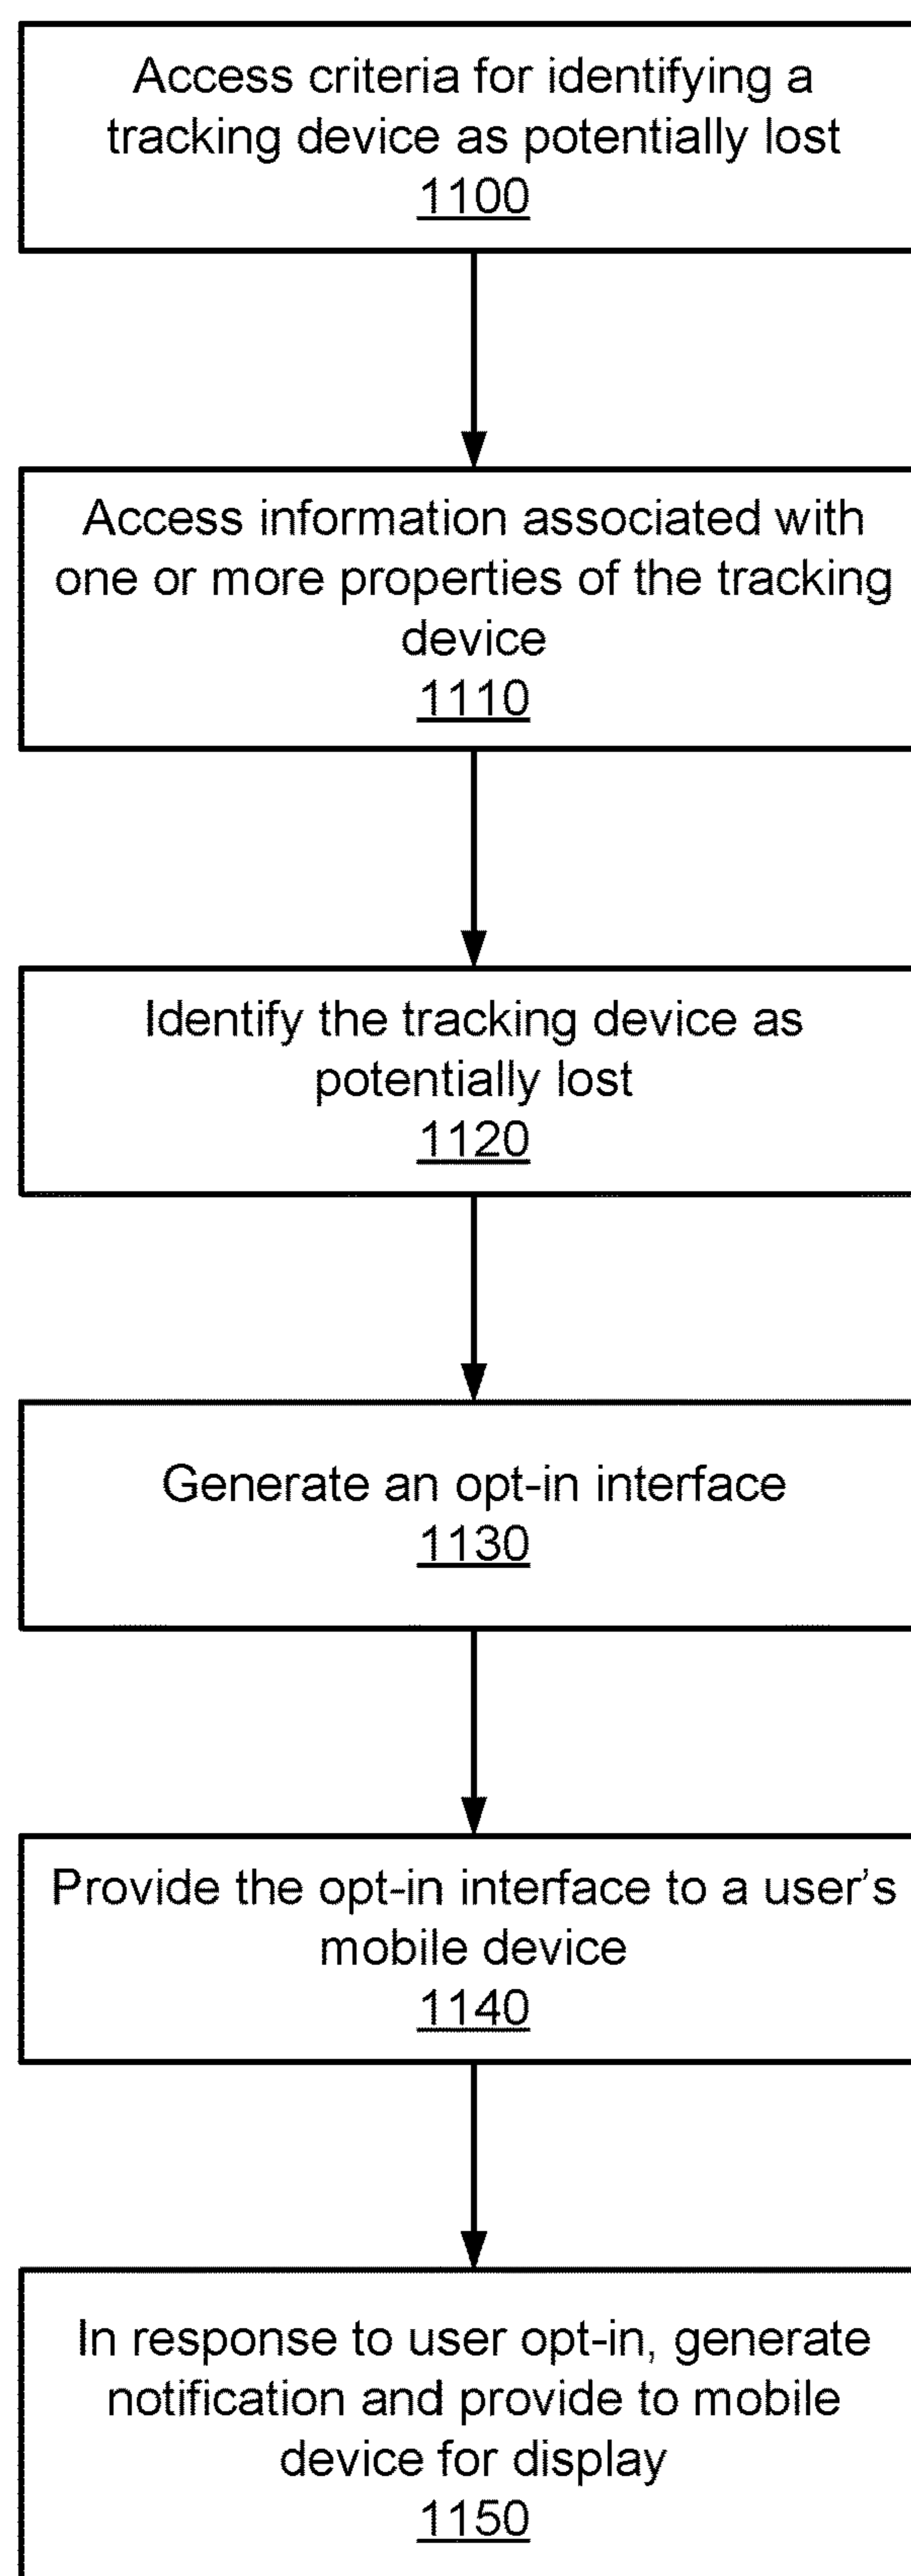 Access criteria for identifying a
tracking device as potentially lost
1100
Access information associated with
one or more properties of the tracking
device
1110
Identify the tracking device as
potentially lost
1120
Generate an opt-in interface
1130
Provide the opt-in interface to a user's
mobile device
1140
In response to user opt-in, generate
notification and provide to mobile
device for display
1150